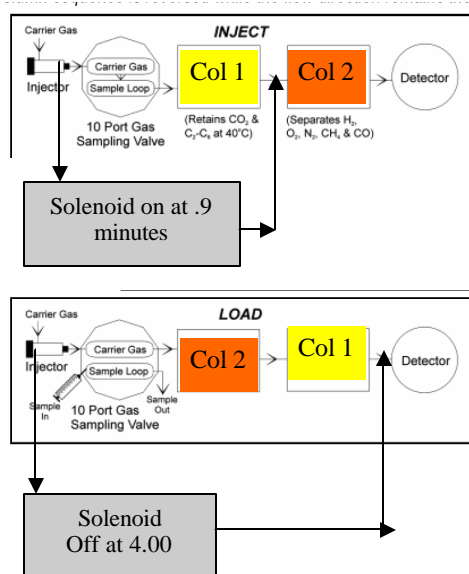 INJECT
Carrier Gas
Injector
Carrier Gas
Sample Loop
10 Port Gas
Sampling Valve
Col 1
(Retains CO₂ &
C₂-C₆ at 40°C)
Col 2
(Separates H₂,
O₂, N₂, CH₄ & CO)
Detector
Solenoid on at .9
minutes
LOAD
Carrier Gas
Injector
Carrier Gas
Sample Loop
Sample
In
Sample
Out
10 Port Gas
Sampling Valve
Col 2
Col 1
Detector
Solenoid
Off at 4.00